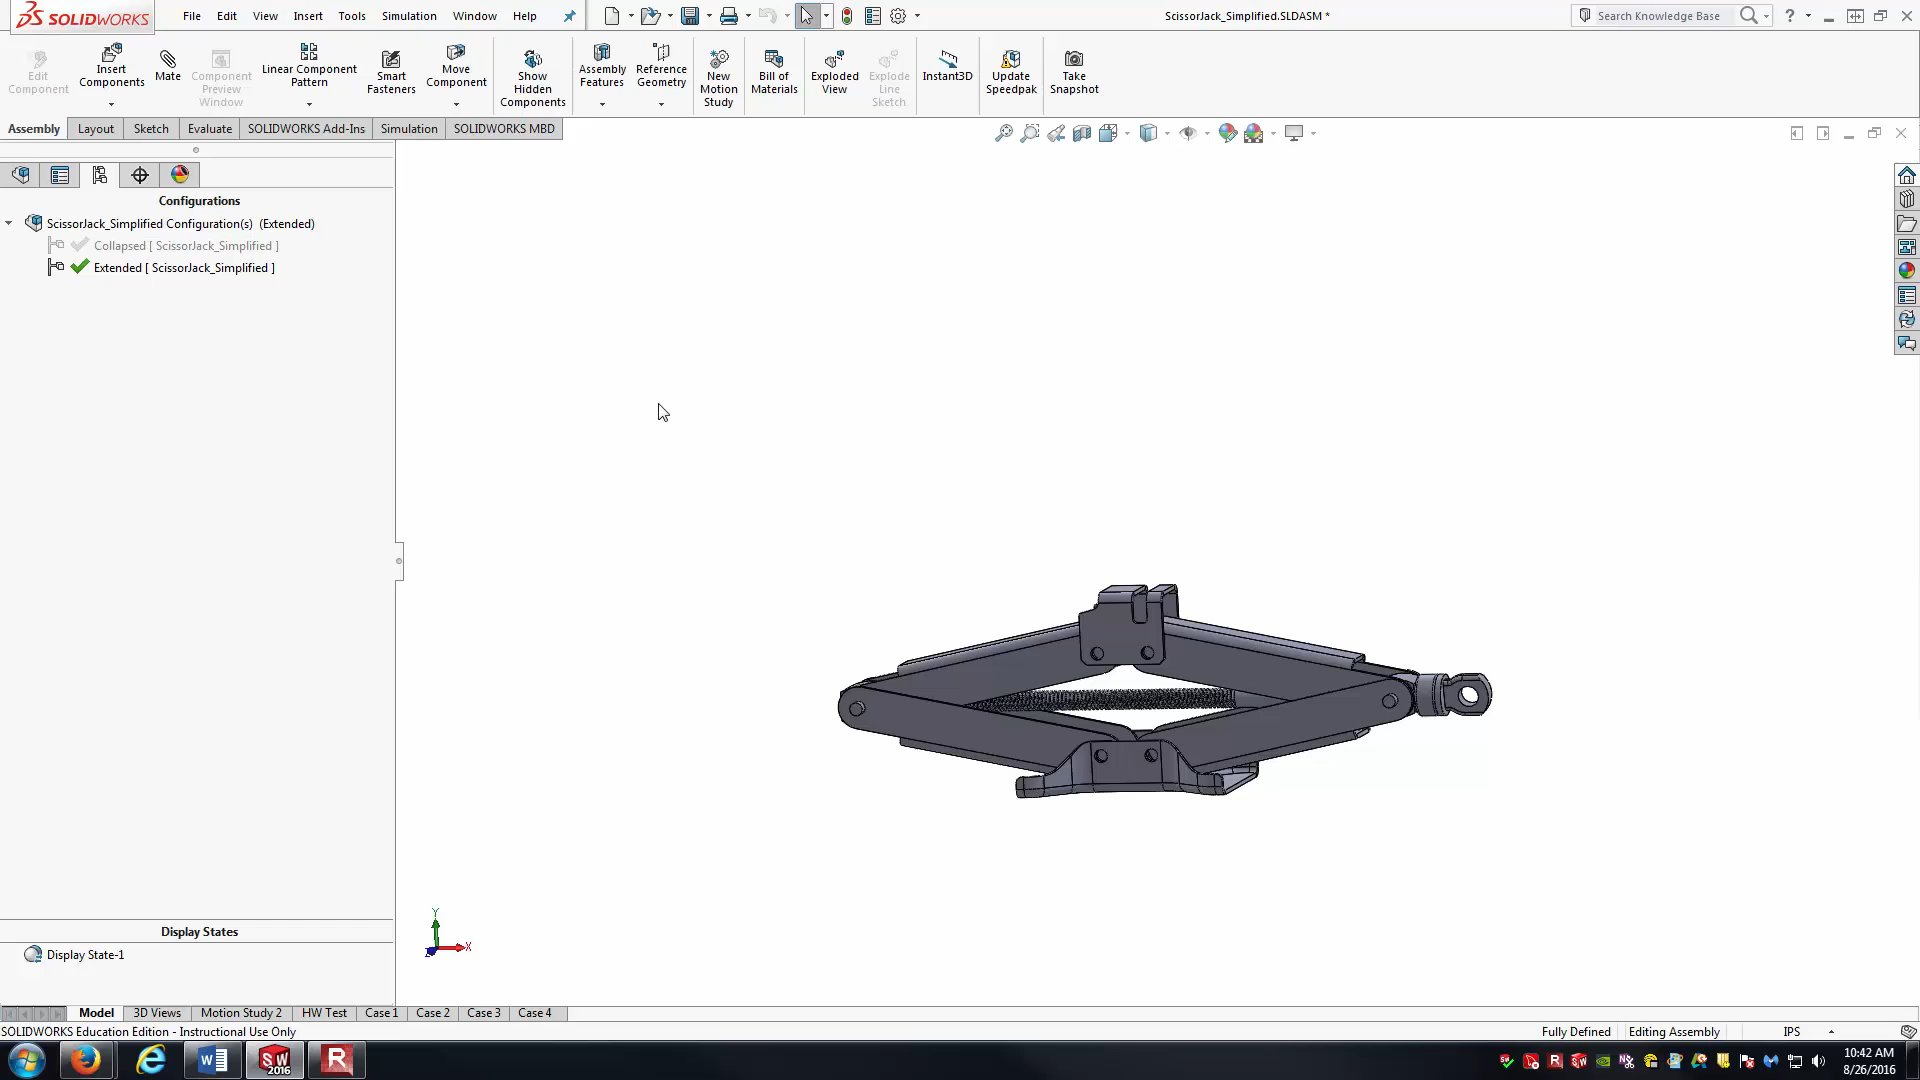 SOLIDWORKS File Edit View Insert Tools Simulation Window Help ScissorJack_Simplified.SLDASM * Search Knowledge Base ?
Edit Component
Insert Components
Mate
Component Preview Window
Linear Component Pattern
Smart Fasteners
Move Component
Show Hidden Components
Assembly Features
Reference Geometry
New Motion Study
Bill of Materials
Exploded View
Explode Line Sketch
Instant3D
Update Speedpak
Take Snapshot
Assembly Layout Sketch Evaluate SOLIDWORKS Add-Ins Simulation SOLIDWORKS MBD
Configurations
ScissorJack_Simplified Configuration(s) (Extended)
Collapsed [ ScissorJack_Simplified ]
Extended [ ScissorJack_Simplified ]
Y
X
Z
Display States
Display State-1
Model 3D Views Motion Study 2 HW Test Case 1 Case 2 Case 3 Case 4
SOLIDWORKS Education Edition - Instructional Use Only Fully Defined Editing Assembly IPS
SW 2016
R
10:42 AM
8/26/2016